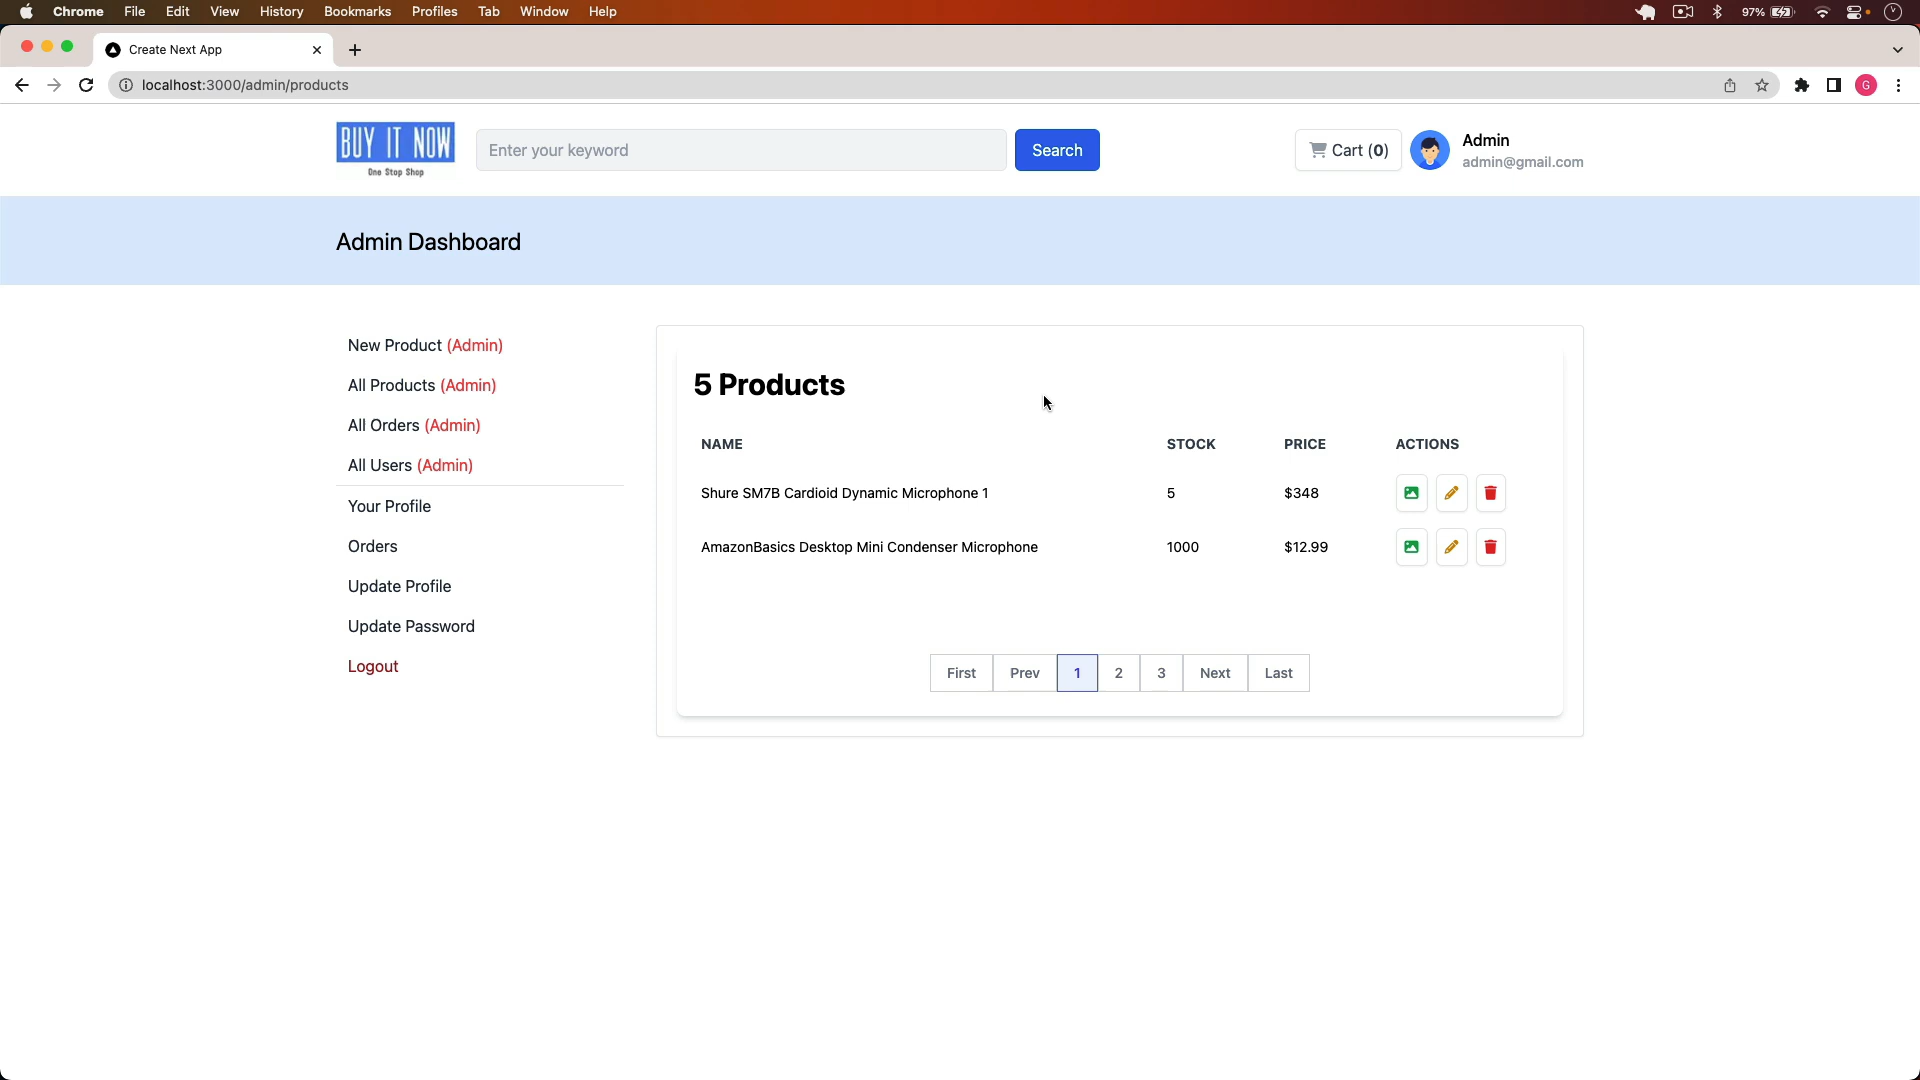 Chrome File Edit View History Bookmarks Profiles Tab Window Help 97%
Create Next App
localhost:3000/admin/products G
BUY IT NOW
One Stop Shop
Enter your keyword
Search
Cart (0)
Admin
admin@gmail.com
Admin Dashboard
New Product (Admin)
All Products (Admin)
All Orders (Admin)
All Users (Admin)
Your Profile
Orders
Update Profile
Update Password
Logout
5 Products
NAME STOCK PRICE ACTIONS
Shure SM7B Cardioid Dynamic Microphone 1 5 $348
AmazonBasics Desktop Mini Condenser Microphone 1000 $12.99
First Prev 1 2 3 Next Last